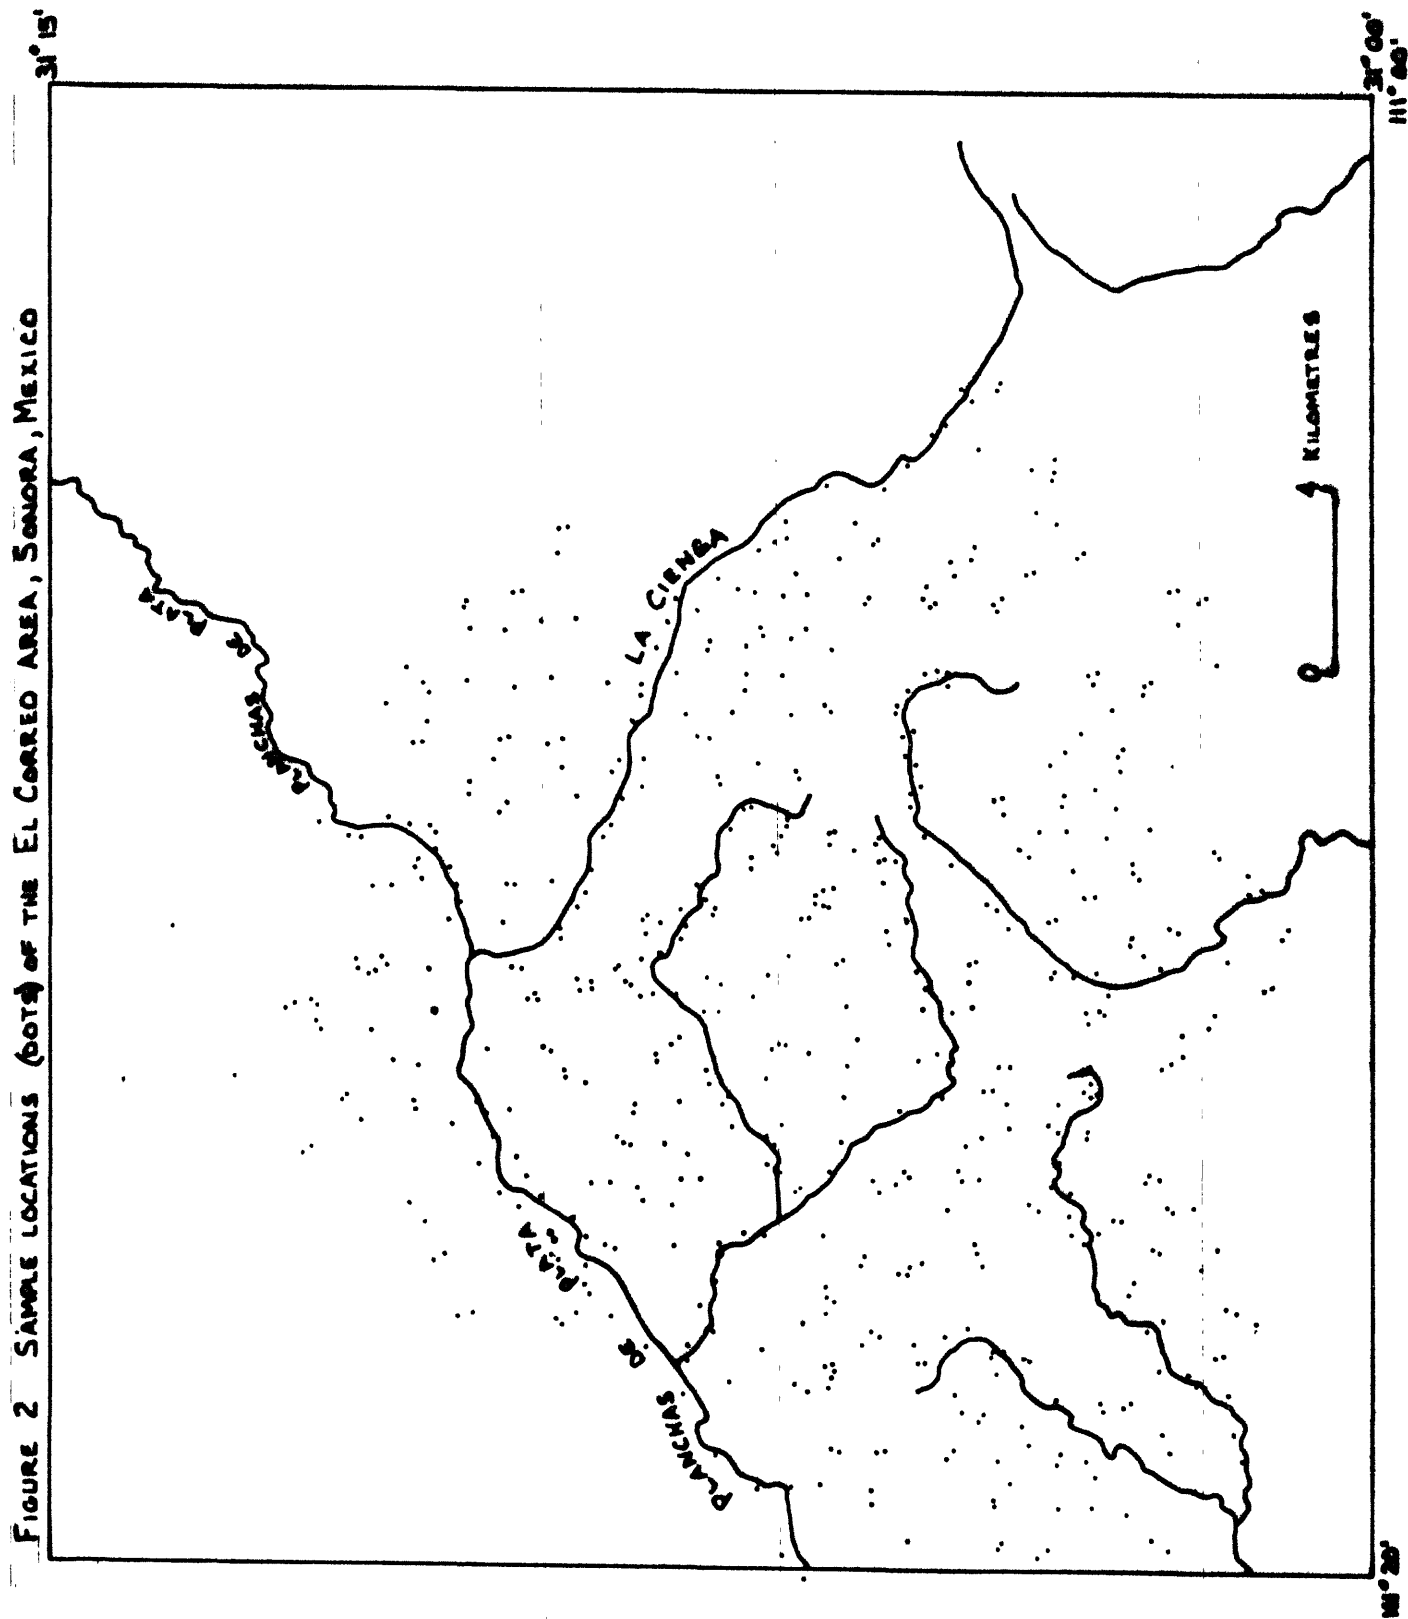 FIGURE 2 SAMPLE LOCATIONS (DOTS) OF THE EL CORREO AREA, SONORA, MEXICO
31° 15'
PLANCHAS DE PLATA
LA CIENEGA
PLANCHAS DE PLATA
0 4 KILOMETRES
111° 20'
31° 00'
111° 00'